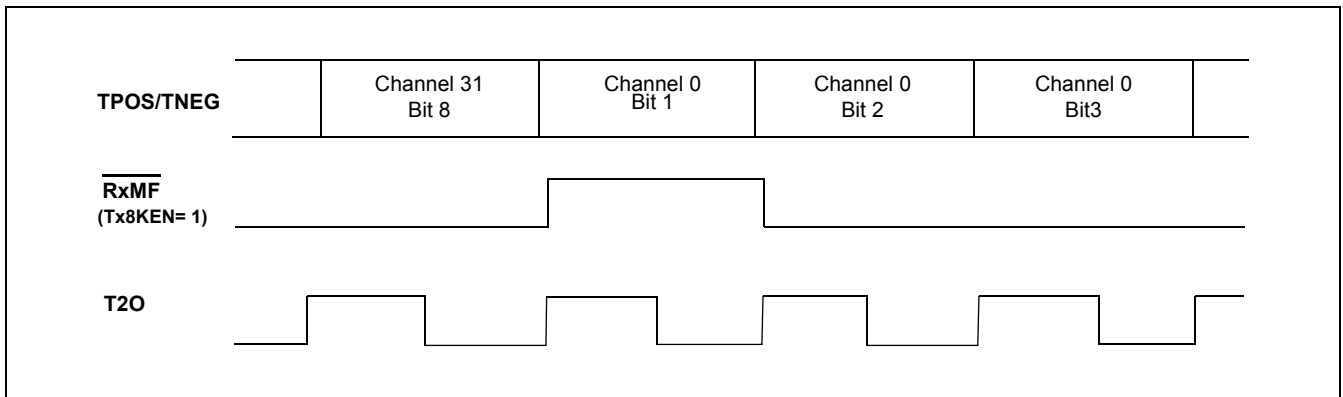 TPOS/TNEG
Channel 31
Bit 8
Channel 0
Bit 1
Channel 0
Bit 2
Channel 0
Bit3
RxMF
(Tx8KEN= 1)
T2O